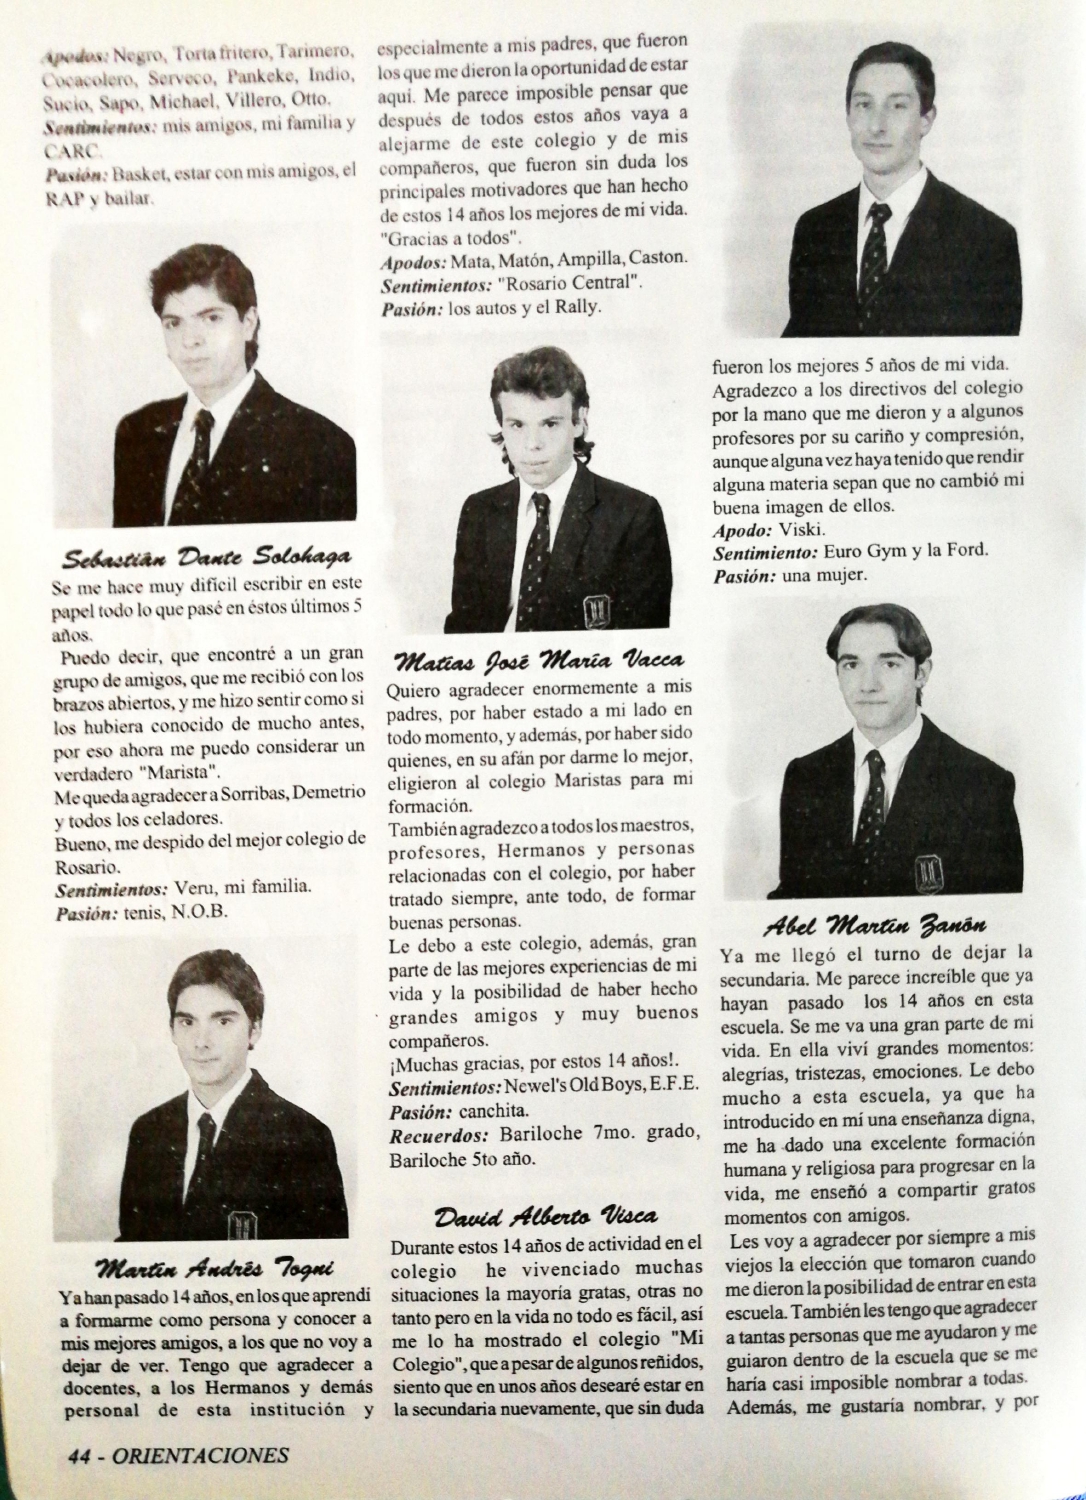 Apodos: Negro, Torta fritero, Tarimero,
Cocacolero, Serveco, Pankeke, Indio,
Sucio, Sapo, Michael, Villero, Otto.
Sentimientos: mis amigos, mi familia y
CARC.
Pasión: Basket, estar con mis amigos, el
RAP y bailar.
Sebastián Dante Solohaga
Se me hace muy difícil escribir en este
papel todo lo que pasé en éstos últimos 5
años.
Puedo decir, que encontré a un gran
grupo de amigos, que me recibió con los
brazos abiertos, y me hizo sentir como si
los hubiera conocido de mucho antes,
por eso ahora me puedo considerar un
verdadero "Marista".
Me queda agradecer a Sorribas, Demetrio
y todos los celadores.
Bueno, me despido del mejor colegio de
Rosario.
Sentimientos: Veru, mi familia.
Pasión: tenis, N.O.B.
Martín Andrés Togni
Ya han pasado 14 años, en los que aprendí
a formarme como persona y conocer a
mis mejores amigos, a los que no voy a
dejar de ver. Tengo que agradecer a
docentes, a los Hermanos y demás
personal de esta institución y
especialmente a mis padres, que fueron
los que me dieron la oportunidad de estar
aquí. Me parece imposible pensar que
después de todos estos años vaya a
alejarme de este colegio y de mis
compañeros, que fueron sin duda los
principales motivadores que han hecho
de estos 14 años los mejores de mi vida.
"Gracias a todos".
Apodos: Mata, Matón, Ampilla, Caston.
Sentimientos: "Rosario Central".
Pasión: los autos y el Rally.
Matías José María Vacca
Quiero agradecer enormemente a mis
padres, por haber estado a mi lado en
todo momento, y además, por haber sido
quienes, en su afán por darme lo mejor,
eligieron al colegio Maristas para mi
formación.
También agradezco a todos los maestros,
profesores, Hermanos y personas
relacionadas con el colegio, por haber
tratado siempre, ante todo, de formar
buenas personas.
Le debo a este colegio, además, gran
parte de las mejores experiencias de mi
vida y la posibilidad de haber hecho
grandes amigos y muy buenos
compañeros.
¡Muchas gracias, por estos 14 años!.
Sentimientos: Newel's Old Boys, E.F.E.
Pasión: canchita.
Recuerdos: Bariloche 7mo. grado,
Bariloche 5to año.
David Alberto Visca
Durante estos 14 años de actividad en el
colegio he vivenciado muchas
situaciones la mayoría gratas, otras no
tanto pero en la vida no todo es fácil, así
me lo ha mostrado el colegio "Mi
Colegio", que a pesar de algunos reñidos,
siento que en unos años desearé estar en
la secundaria nuevamente, que sin duda
fueron los mejores 5 años de mi vida.
Agradezco a los directivos del colegio
por la mano que me dieron y a algunos
profesores por su cariño y compresión,
aunque alguna vez haya tenido que rendir
alguna materia sepan que no cambió mi
buena imagen de ellos.
Apodo: Viski.
Sentimiento: Euro Gym y la Ford.
Pasión: una mujer.
Abel Martín Zanón
Ya me llegó el turno de dejar la
secundaria. Me parece increíble que ya
hayan pasado los 14 años en esta
escuela. Se me va una gran parte de mi
vida. En ella viví grandes momentos:
alegrías, tristezas, emociones. Le debo
mucho a esta escuela, ya que ha
introducido en mí una enseñanza digna,
me ha dado una excelente formación
humana y religiosa para progresar en la
vida, me enseñó a compartir gratos
momentos con amigos.
Les voy a agradecer por siempre a mis
viejos la elección que tomaron cuando
me dieron la posibilidad de entrar en esta
escuela. También les tengo que agradecer
a tantas personas que me ayudaron y me
guiaron dentro de la escuela que se me
haría casi imposible nombrar a todas.
Además, me gustaría nombrar, y por
44 - ORIENTACIONES